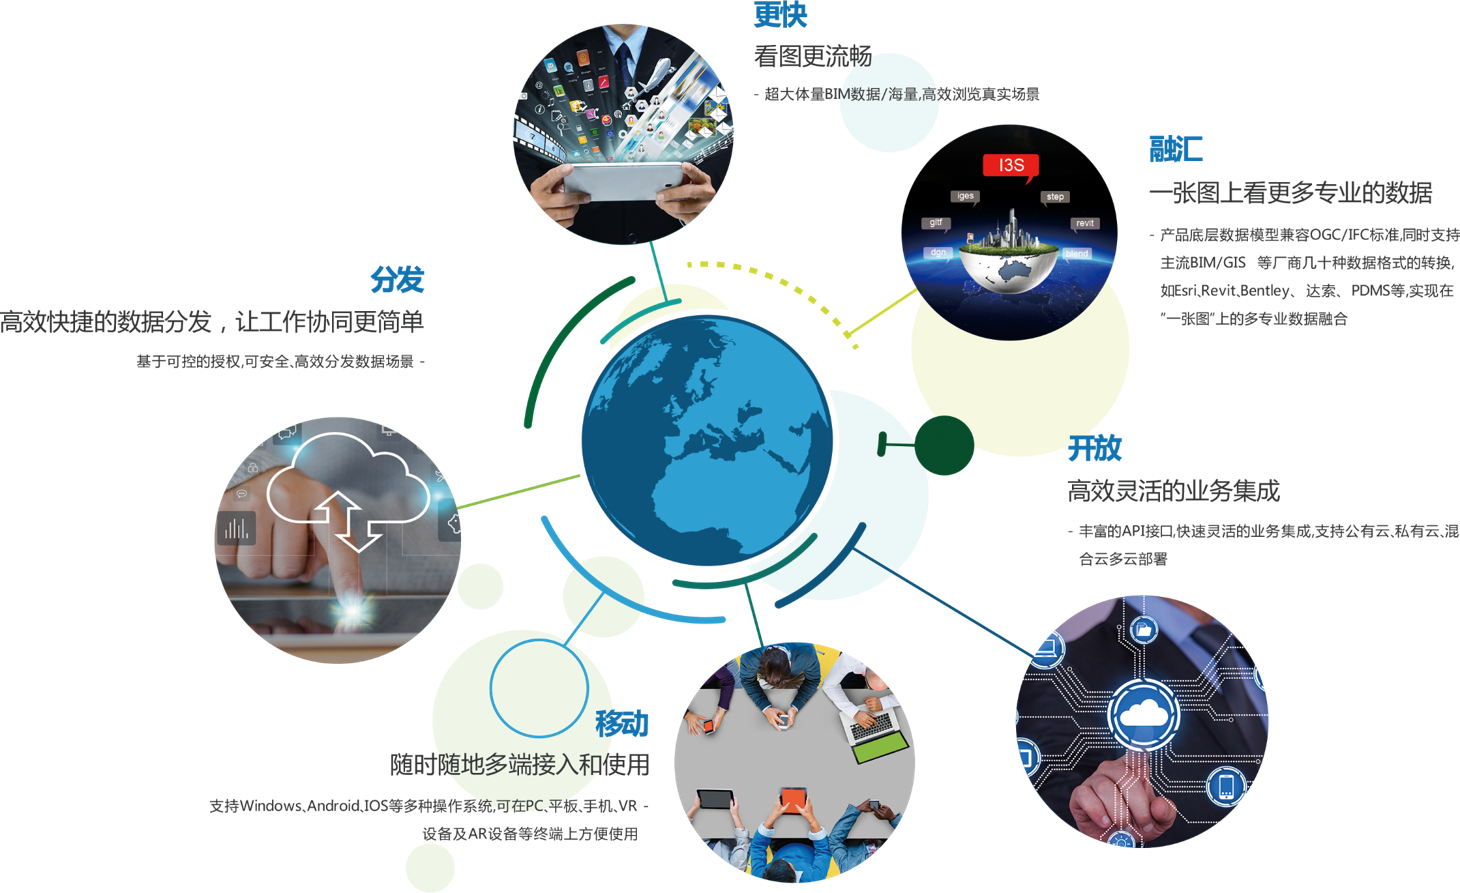 更快
看图更流畅
- 超大体量BIM数据/海量,高效浏览真实场景
融汇
一张图上看更多专业的数据
- 产品底层数据模型兼容OGC/IFC标准,同时支持
主流BIM/GIS 等厂商几十种数据格式的转换,
如Esri、Revit、Bentley、达索、PDMS等,实现在
“一张图”上的多专业数据融合
I3S
iges
step
gltf
revit
dgn
blend
分发
高效快捷的数据分发，让工作协同更简单
基于可控的授权,可安全、高效分发数据场景 -
开放
高效灵活的业务集成
- 丰富的API接口,快速灵活的业务集成,支持公有云、私有云、混
合云多云部署
移动
随时随地多端接入和使用
支持Windows、Android、IOS等多种操作系统,可在PC、平板、手机、VR -
设备及AR设备等终端上方便使用